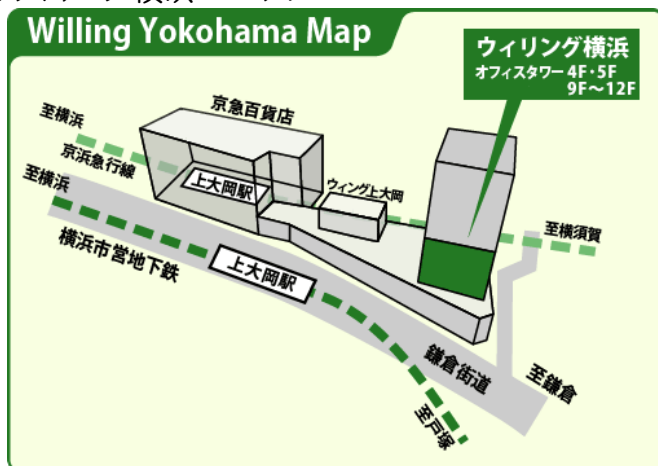 Willing Yokohama Map
ウィリング横浜
オフィスタワー 4F・5F
9F～12F
京急百貨店
至横浜
京浜急行線
上大岡駅
ウィング上大岡
至横浜
至横須賀
横浜市営地下鉄
上大岡駅
鎌倉街道
至鎌倉
至戸塚